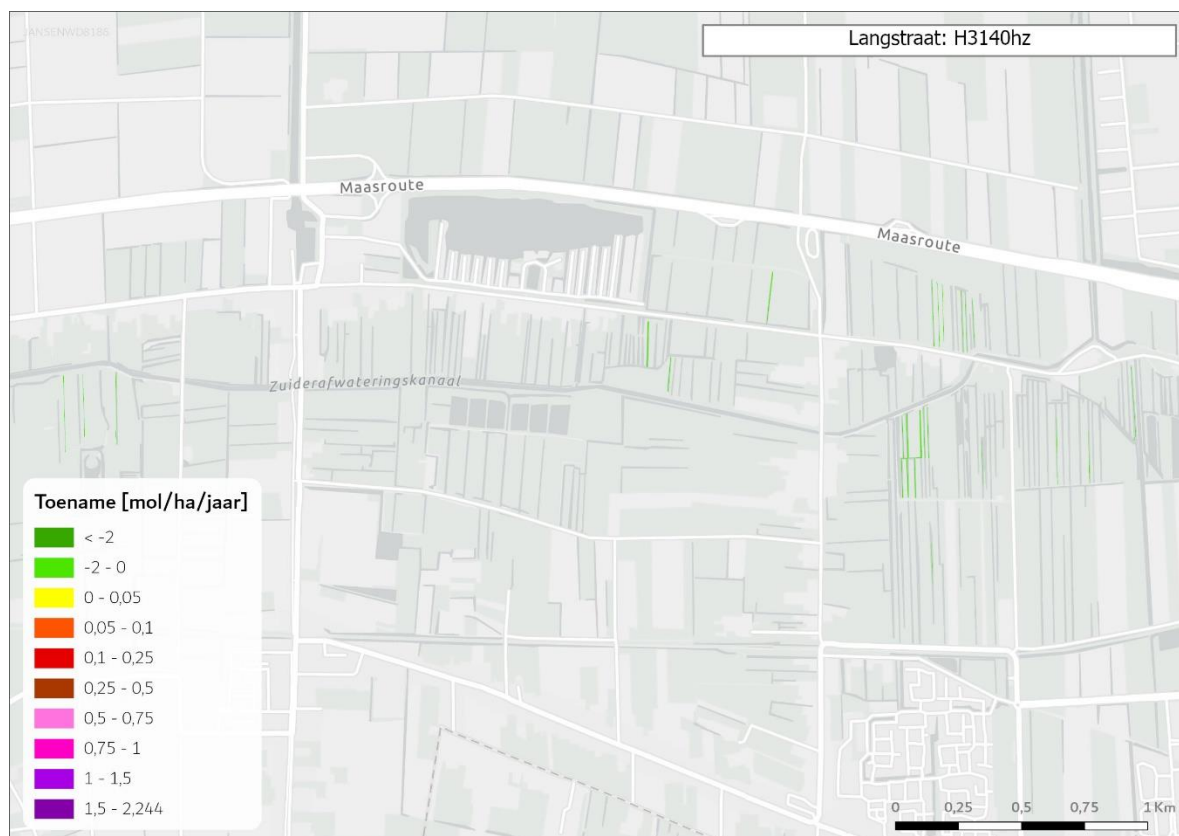 JANSENWD8188
Langstraat: H3140hz
Maasroute
Maasroute
Zuiderafwateringskanaal
Toename [mol/ha/jaar]
< -2
-2 - 0
0 - 0,05
0,05 - 0,1
0,1 - 0,25
0,25 - 0,5
0,5 - 0,75
0,75 - 1
1 - 1,5
1,5 - 2,244
0 0,25 0,5 0,75 1 Km